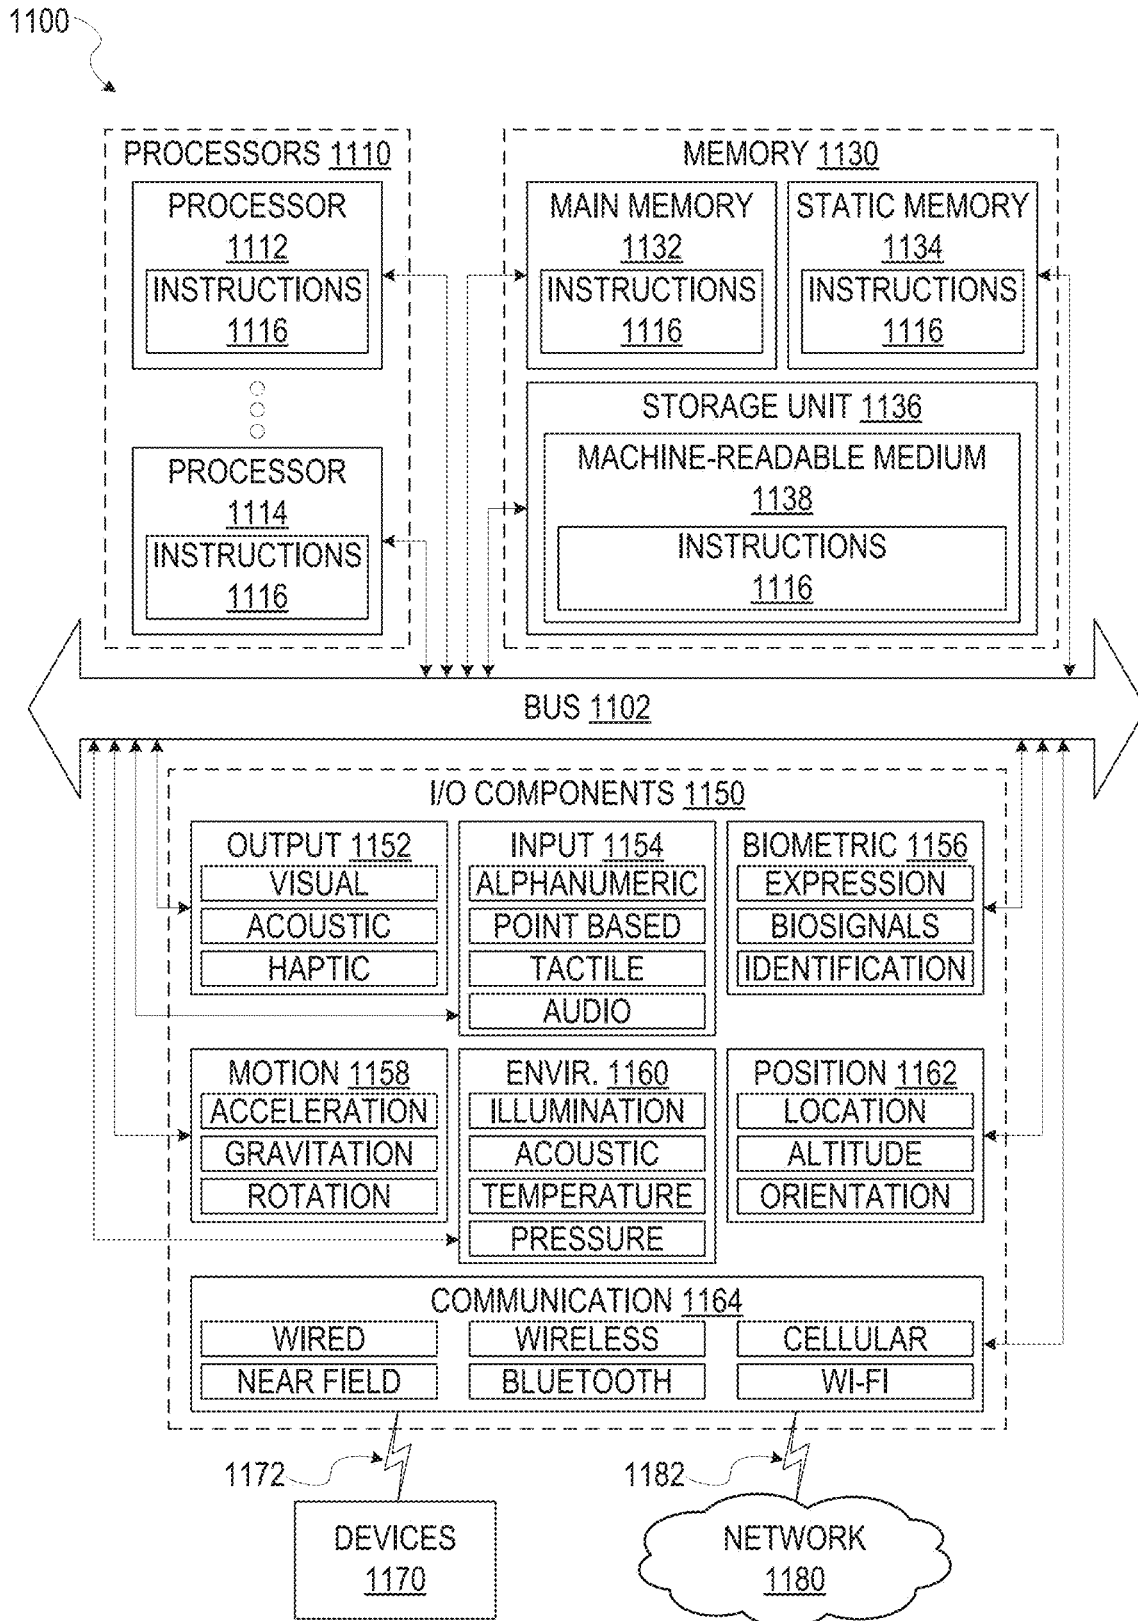 1100
PROCESSORS 1110
PROCESSOR
1112
INSTRUCTIONS
1116
PROCESSOR
1114
INSTRUCTIONS
1116
MEMORY 1130
MAIN MEMORY
1132
INSTRUCTIONS
1116
STATIC MEMORY
1134
INSTRUCTIONS
1116
STORAGE UNIT 1136
MACHINE-READABLE MEDIUM
1138
INSTRUCTIONS
1116
BUS 1102
I/O COMPONENTS 1150
OUTPUT 1152
VISUAL
ACOUSTIC
HAPTIC
INPUT 1154
ALPHANUMERIC
POINT BASED
TACTILE
AUDIO
BIOMETRIC 1156
EXPRESSION
BIOSIGNALS
IDENTIFICATION
MOTION 1158
ACCELERATION
GRAVITATION
ROTATION
ENVIR. 1160
ILLUMINATION
ACOUSTIC
TEMPERATURE
PRESSURE
POSITION 1162
LOCATION
ALTITUDE
ORIENTATION
COMMUNICATION 1164
WIRED
WIRELESS
CELLULAR
NEAR FIELD
BLUETOOTH
WI-FI
1172
1182
DEVICES
1170
NETWORK
1180